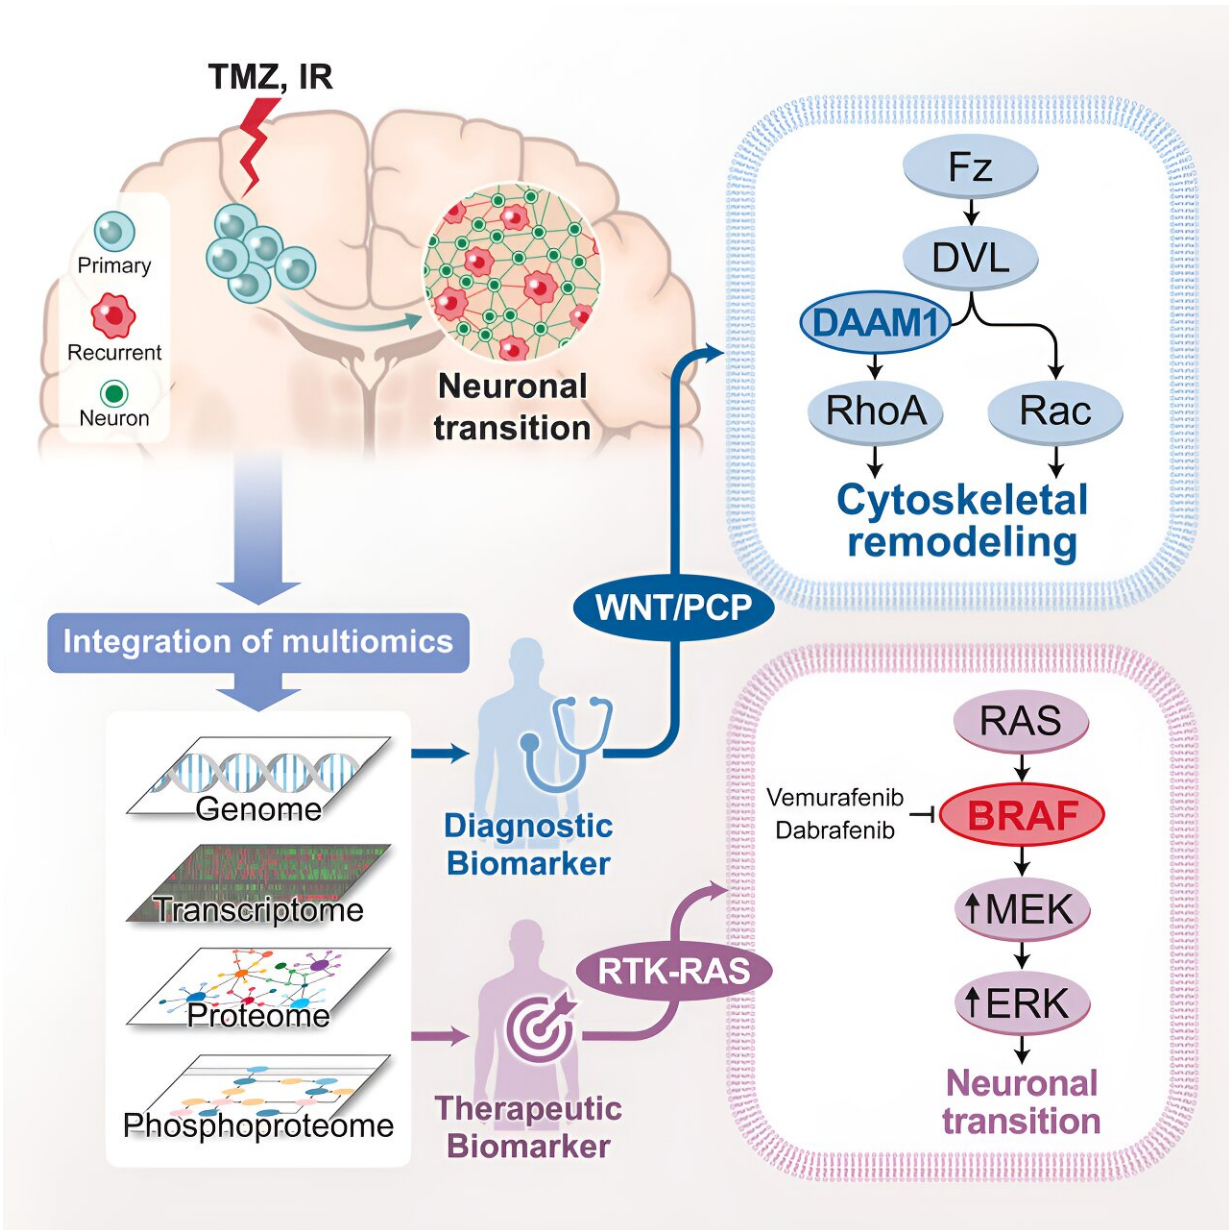 TMZ, IR
Primary
Recurrent
Neuron
Neuronal
transition
Integration of multiomics
Genome
Transcriptome
Proteome
Phosphoproteome
Diagnostic
Biomarker
Therapeutic
Biomarker
WNT/PCP
RTK-RAS
Fz
DVL
DAAM1
RhoA
Rac
Cytoskeletal
remodeling
RAS
Vemurafenib
Dabrafenib
BRAF
↑MEK
↑ERK
Neuronal
transition